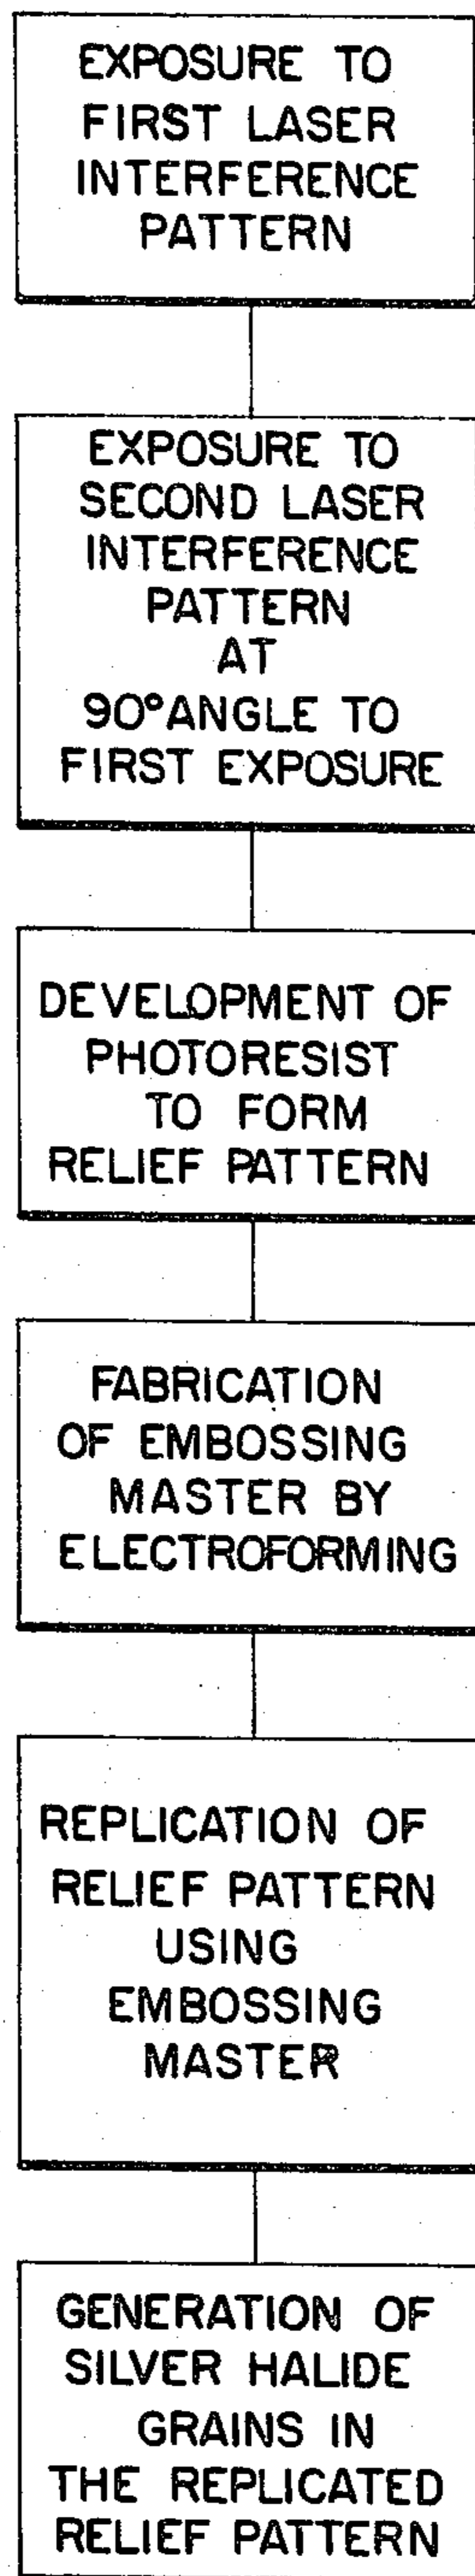 EXPOSURE TO
FIRST LASER
INTERFERENCE
PATTERN
EXPOSURE TO
SECOND LASER
INTERFERENCE
PATTERN
AT
90° ANGLE TO
FIRST EXPOSURE
DEVELOPMENT OF
PHOTORESIST
TO FORM
RELIEF PATTERN
FABRICATION
OF EMBOSSING
MASTER BY
ELECTROFORMING
REPLICATION OF
RELIEF PATTERN
USING
EMBOSSING
MASTER
GENERATION OF
SILVER HALIDE
GRAINS IN
THE REPLICATED
RELIEF PATTERN